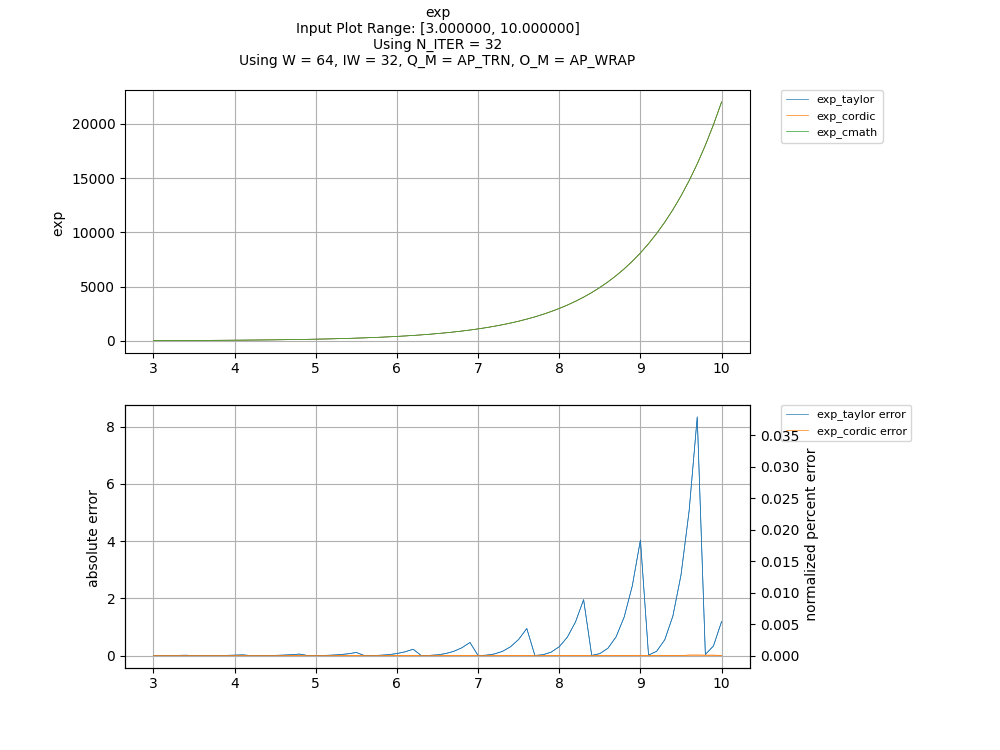 exp
Input Plot Range: [3.000000, 10.000000]
Using N_ITER = 32
Using W = 64, IW = 32, Q_M = AP_TRN, O_M = AP_WRAP
exp_taylor
exp_cordic
exp_cmath
exp
20000
15000
10000
5000
0
3 4 5 6 7 8 9 10
exp_taylor error
exp_cordic error
absolute error
8
6
4
2
0
0.035
0.030
0.025
0.020
0.015
0.010
0.005
0.000
normalized percent error
3 4 5 6 7 8 9 10